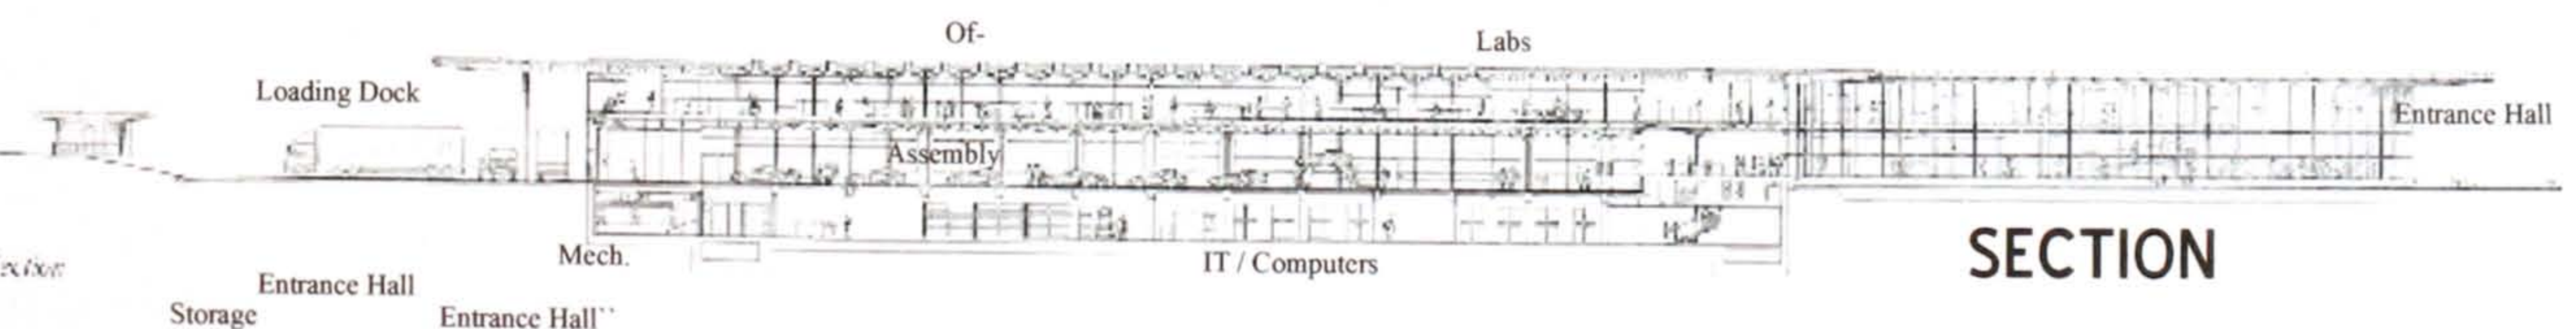 Of-
Labs
Loading Dock
Entrance Hall
Assembly
SECTION
Mech.
IT / Computers
Entrance Hall
Storage
Entrance Hall``